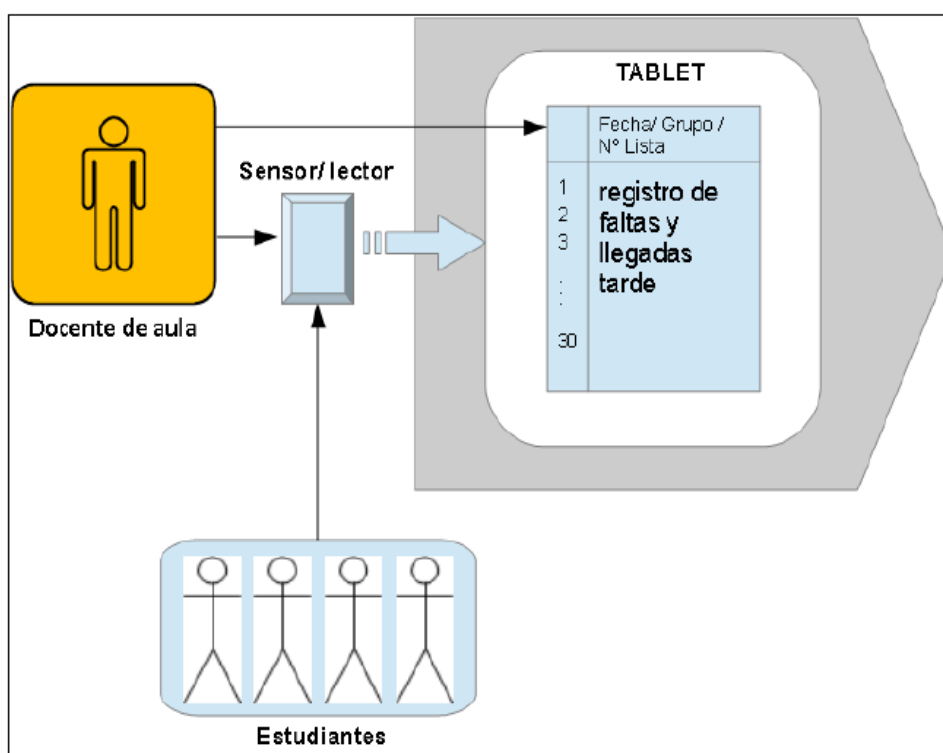 TABLET
Fecha/ Grupo /
Nº Lista
Sensor/ lector
1
2
3
.
:
.
30
registro de
faltas y
llegadas
tarde
Docente de aula
Estudiantes